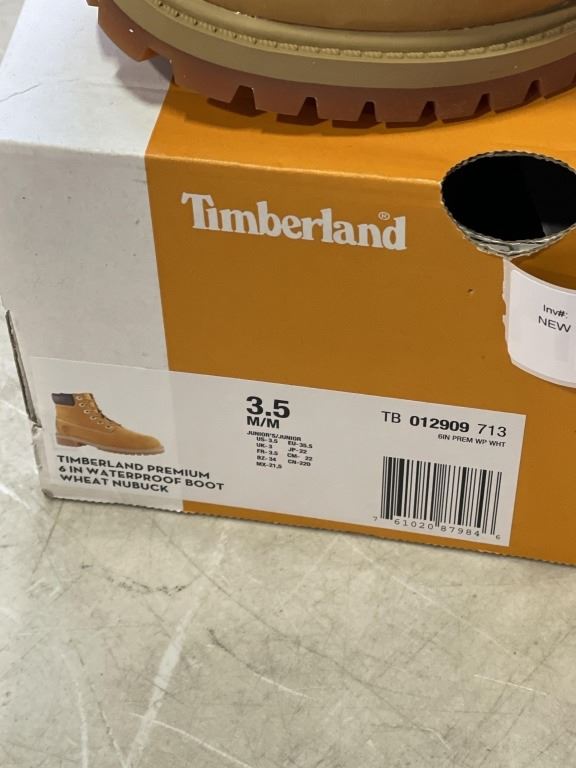 Timberland®
Inv#:
NEW
3.5
M/M
JUNIOR'S/JUNIOR
US-3.5 EU-35.5
UK-3 JP-22
FR-3.5 CM- 22
BZ-34 CN-220
MX-21.5
TB 012909 713
6IN PREM WP WHT
TIMBERLAND PREMIUM
6 IN WATERPROOF BOOT
WHEAT NUBUCK
7 61020 87984 6